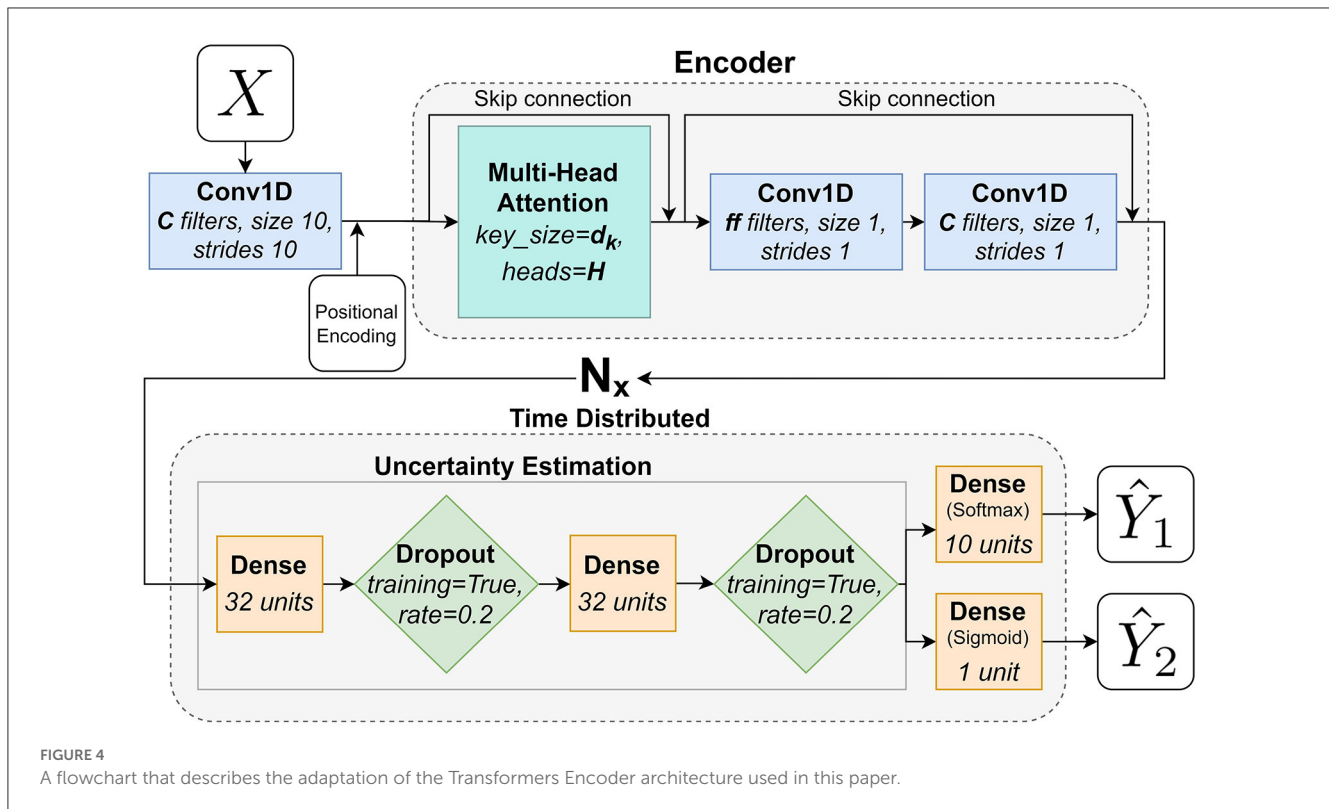 X
Conv1D
C filters, size 10,
strides 10
Positional
Encoding
Encoder
Skip connection
Skip connection
Multi-Head
Attention
key_size=dₖ,
heads=H
Conv1D
ff filters, size 1,
strides 1
Conv1D
C filters, size 1,
strides 1
Nₓ
Time Distributed
Uncertainty Estimation
Dense
32 units
Dropout
training=True,
rate=0.2
Dense
32 units
Dropout
training=True,
rate=0.2
Dense
(Softmax)
10 units
Ŷ₁
Dense
(Sigmoid)
1 unit
Ŷ₂
FIGURE 4
A flowchart that describes the adaptation of the Transformers Encoder architecture used in this paper.